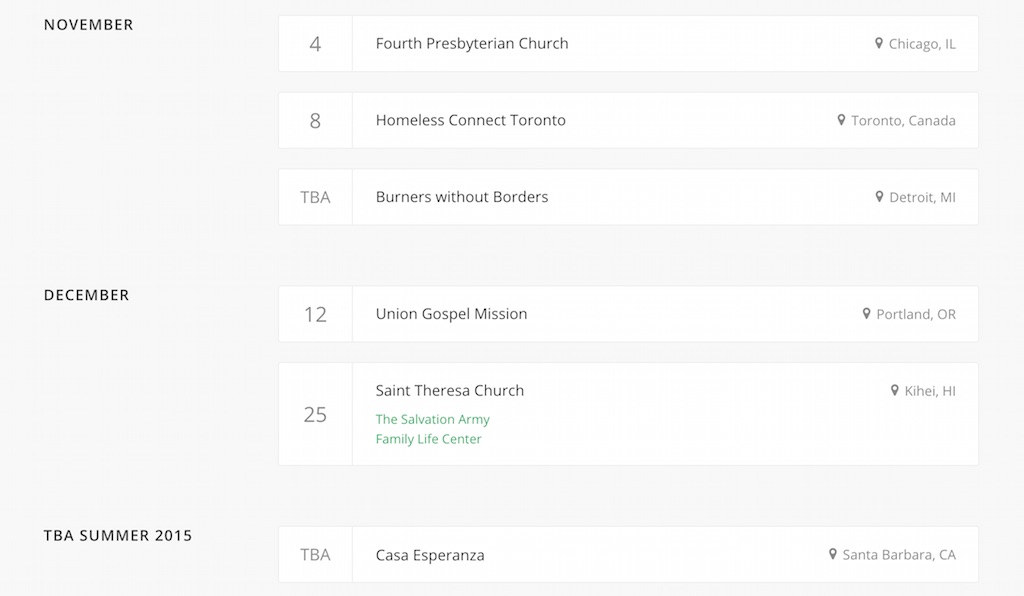 NOVEMBER
4 Fourth Presbyterian Church Chicago, IL
8 Homeless Connect Toronto Toronto, Canada
TBA Burners without Borders Detroit, MI
DECEMBER
12 Union Gospel Mission Portland, OR
25 Saint Theresa Church Kihei, HI
The Salvation Army
Family Life Center
TBA SUMMER 2015
TBA Casa Esperanza Santa Barbara, CA